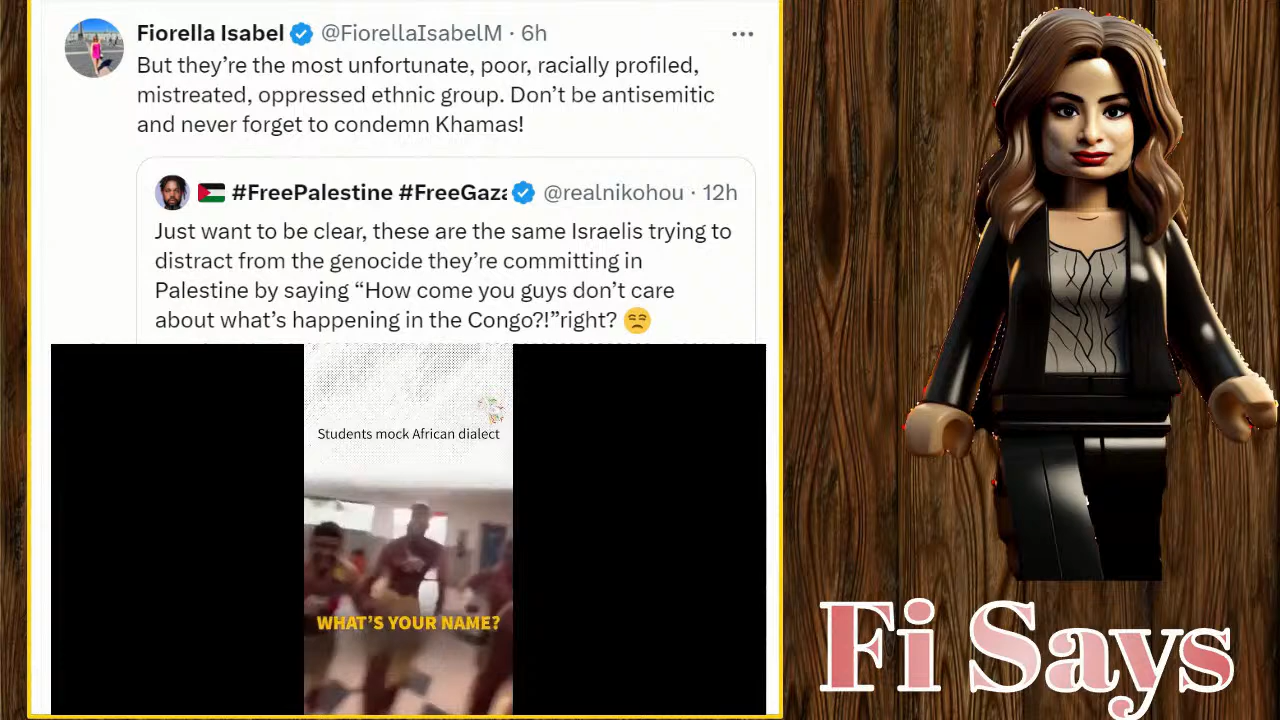 Fiorella Isabel @FiorellaIsabelM · 6h
But they’re the most unfortunate, poor, racially profiled,
mistreated, oppressed ethnic group. Don’t be antisemitic
and never forget to condemn Khamas!
#FreePalestine #FreeGaza @realnikohou · 12h
Just want to be clear, these are the same Israelis trying to
distract from the genocide they’re committing in
Palestine by saying “How come you guys don’t care
about what’s happening in the Congo?!”right? 😒
Students mock African dialect
WHAT’S YOUR NAME?
Fi Says